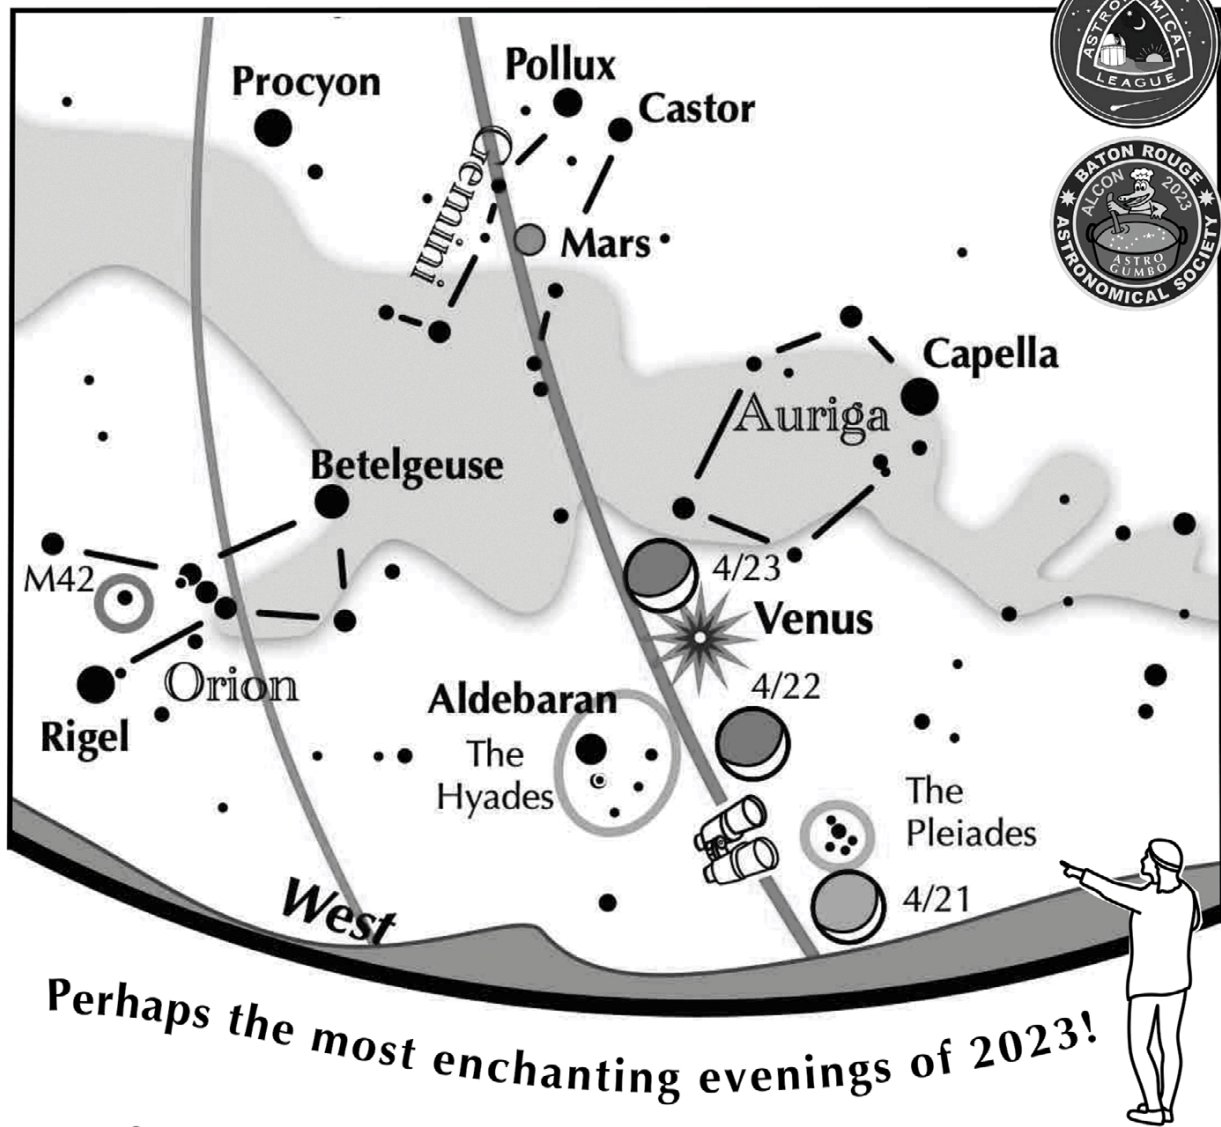 Procyon
Pollux
Castor
Gemini
Mars
ASTRONOMICAL
LEAGUE
BATON ROUGE
ASTRONOMICAL SOCIETY
ALCON 2023
ASTRO
GUMBO
Capella
Auriga
Betelgeuse
M42
4/23
Venus
Orion
Rigel
4/22
Aldebaran
The
Hyades
The
Pleiades
4/21
West
Perhaps the most enchanting evenings of 2023!